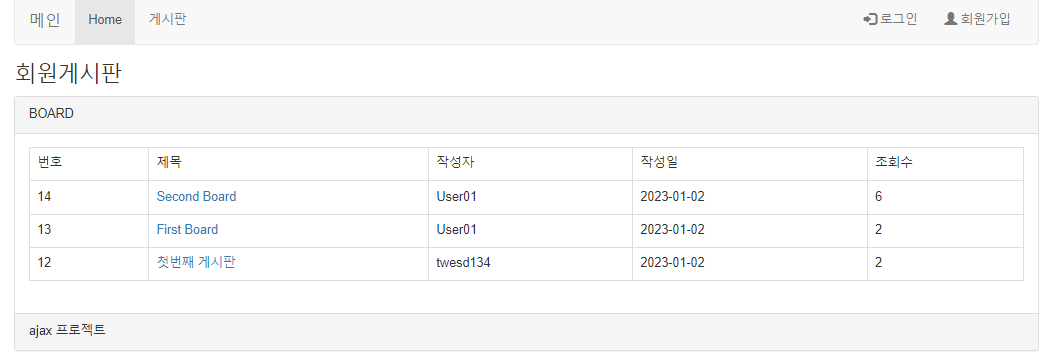 메인 Home 게시판 로그인 회원가입
회원게시판
BOARD
번호 제목 작성자 작성일 조회수
14 Second Board User01 2023-01-02 6
13 First Board User01 2023-01-02 2
12 첫번째 게시판 twesd134 2023-01-02 2
ajax 프로젝트